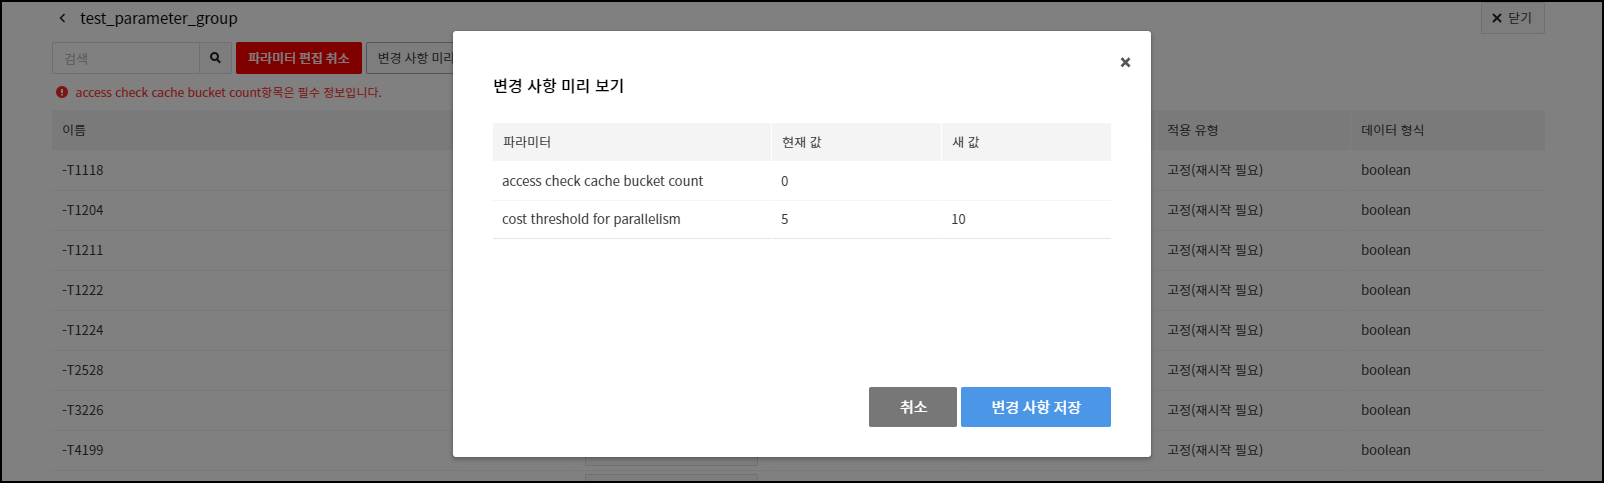 test_parameter_group
닫기
검색
파라미터 편집 취소
변경 사항 미리
access check cache bucket count항목은 필수 정보입니다.
이름
적용 유형
데이터 형식
-T1118
고정(재시작 필요)
boolean
-T1204
고정(재시작 필요)
boolean
-T1211
고정(재시작 필요)
boolean
-T1222
고정(재시작 필요)
boolean
-T1224
고정(재시작 필요)
boolean
-T2528
고정(재시작 필요)
boolean
-T3226
고정(재시작 필요)
boolean
-T4199
고정(재시작 필요)
boolean
변경 사항 미리 보기
파라미터
현재 값
새 값
access check cache bucket count
0
cost threshold for parallelism
5
10
취소
변경 사항 저장